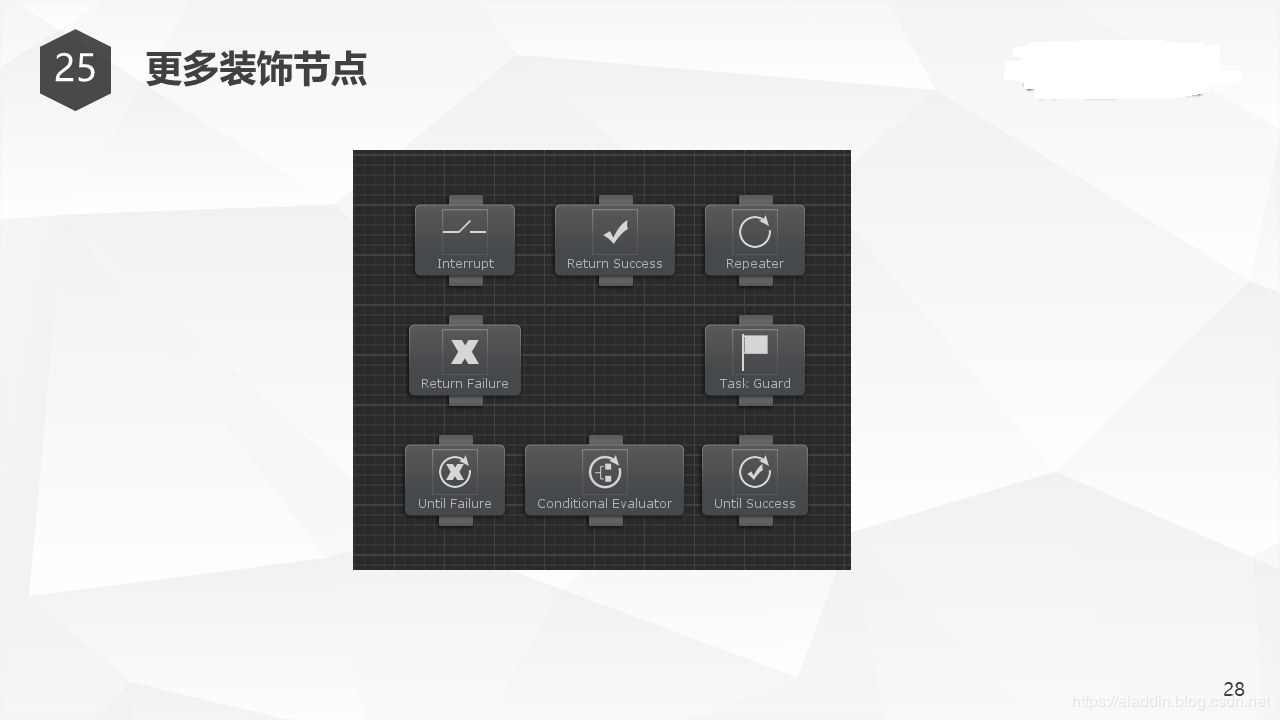 25
更多装饰节点
Interrupt
Return Success
Repeater
Return Failure
Task Guard
Until Failure
Conditional Evaluator
Until Success
28
https://aladdin.blog.csdn.net